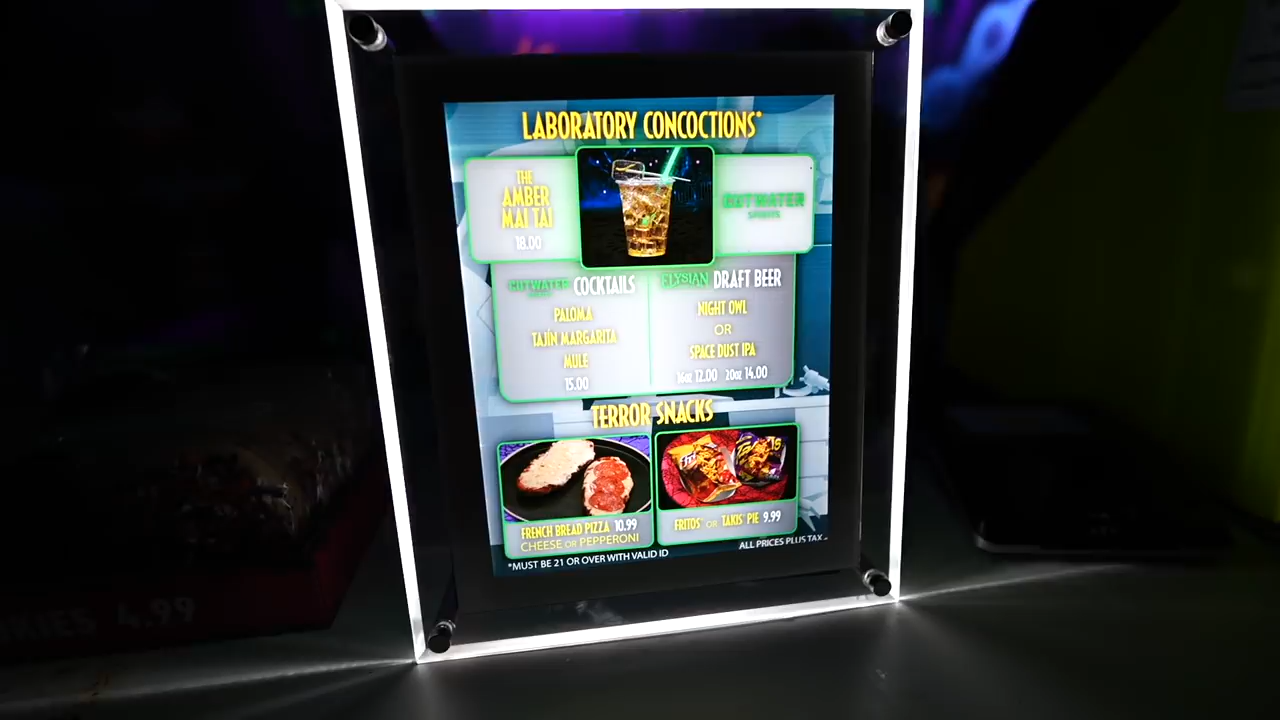 LABORATORY CONCOCTIONS*
THE
AMBER
MAI TAI
18.00
CUTWATER
SPIRITS
CUTWATER COCKTAILS
PALOMA
TAJÍN MARGARITA
MULE
15.00
ELYSIAN DRAFT BEER
NIGHT OWL
OR
SPACE DUST IPA
16oz 12.00 20oz 14.00
TERROR SNACKS
FRENCH BREAD PIZZA 10.99
CHEESE OR PEPPERONI
FRITOS® OR TAKIS® PIE 9.99
*MUST BE 21 OR OVER WITH VALID ID
ALL PRICES PLUS TAX
4.99